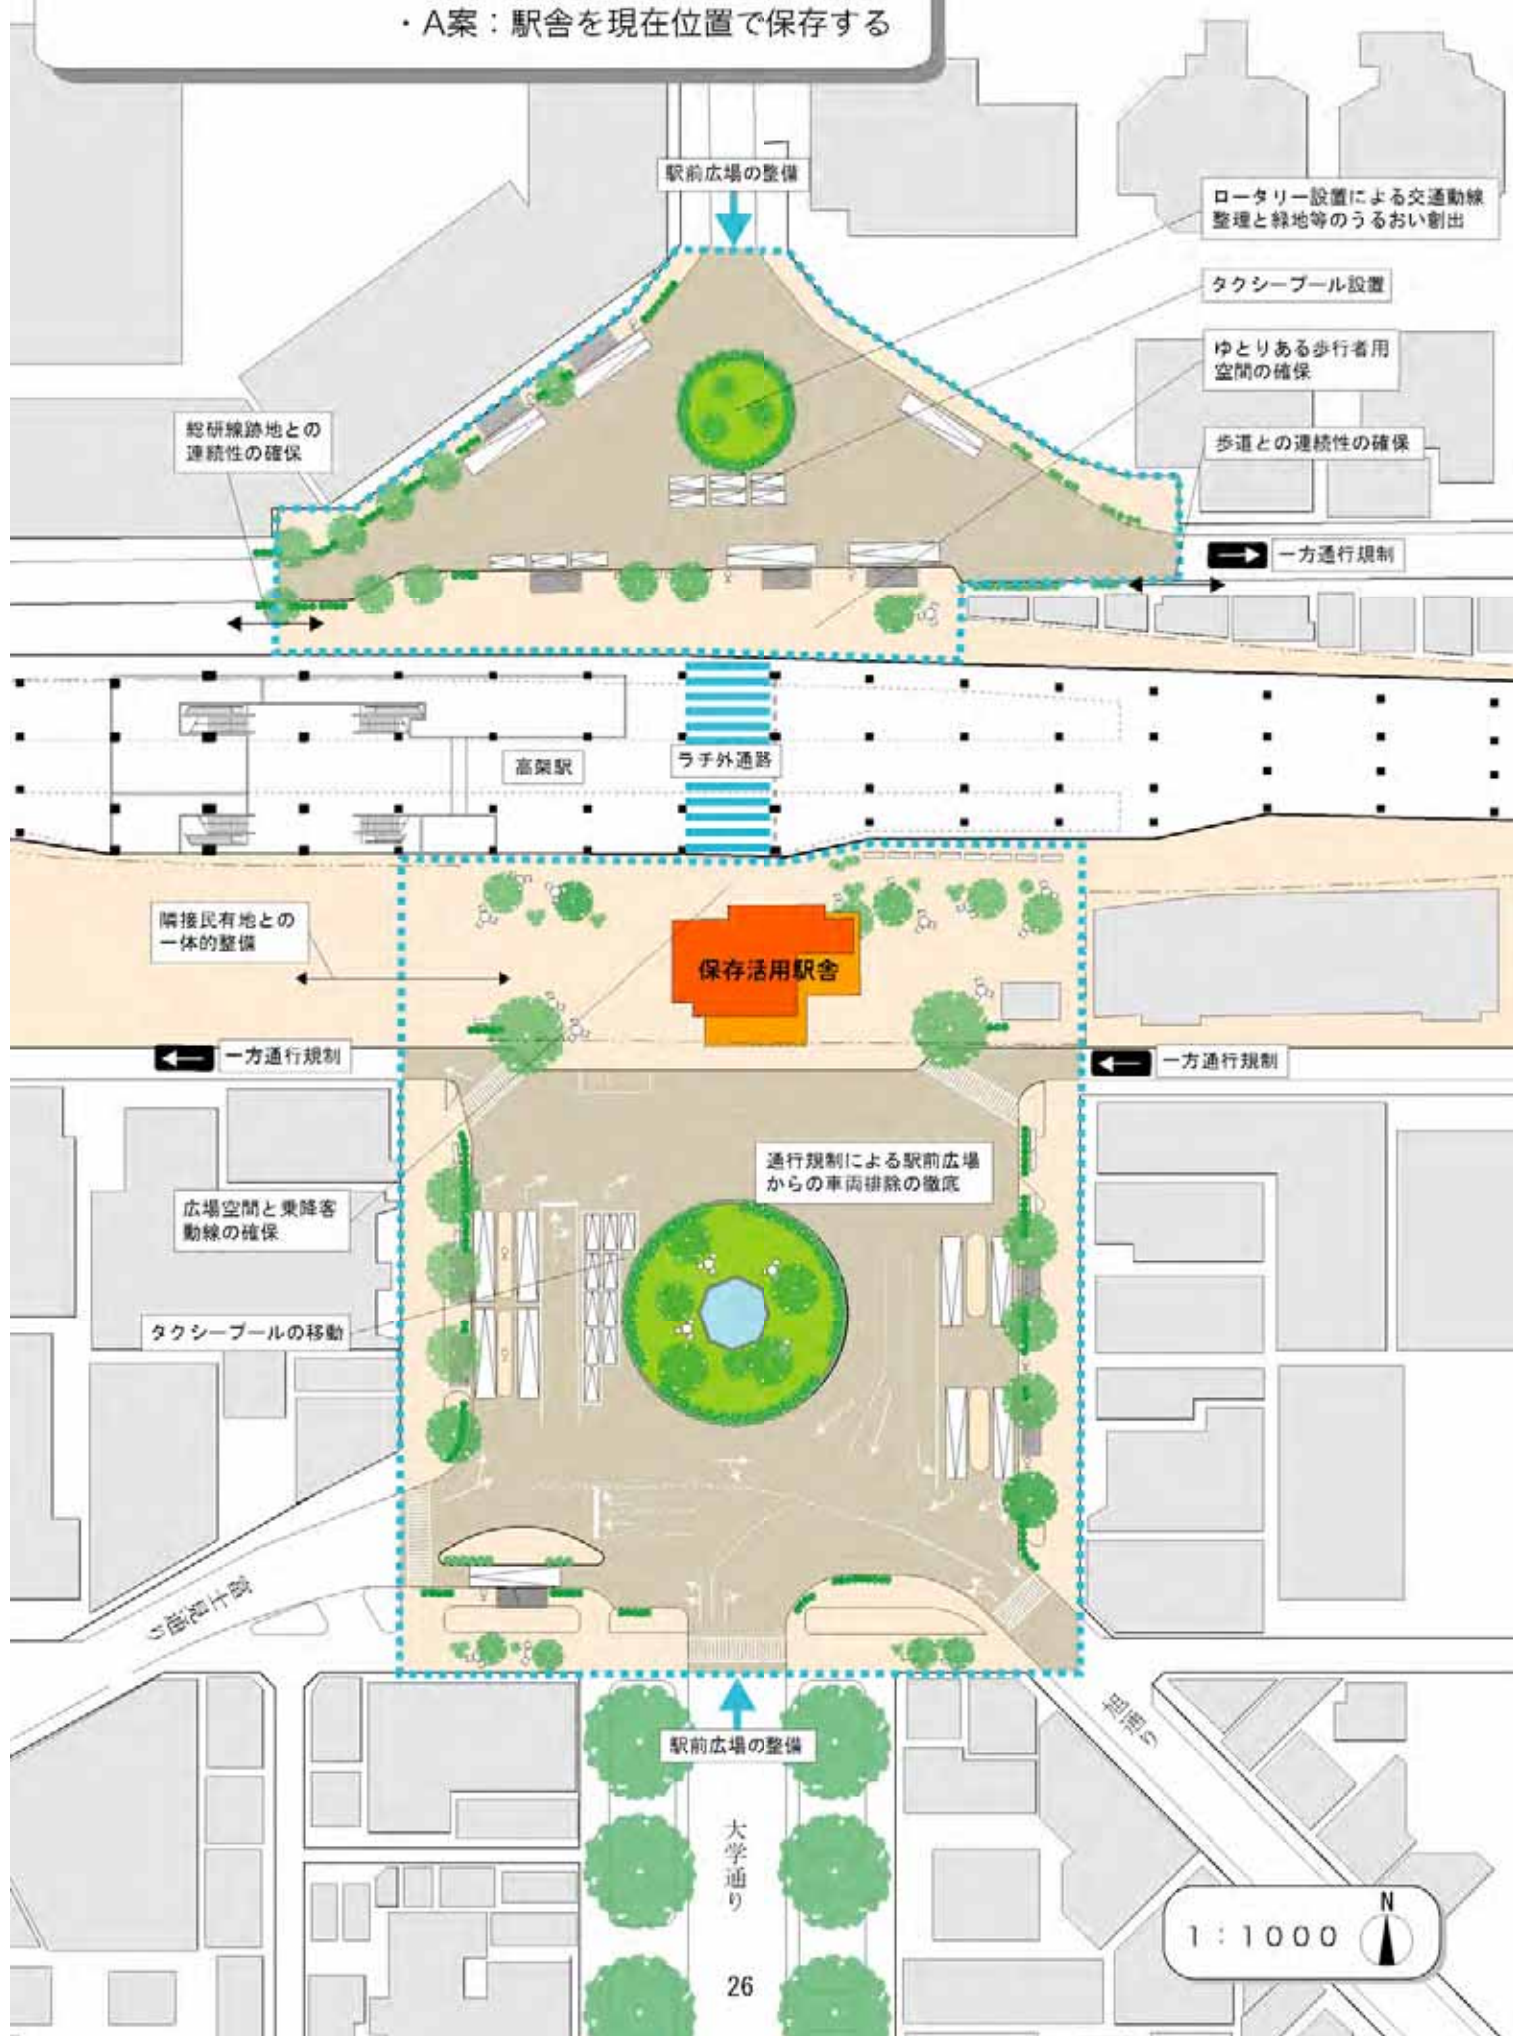 ・A案：駅舎を現在位置で保存する
駅前広場の整備
ロータリー設置による交通動線
整理と緑地等のうるおい創出
タクシープール設置
ゆとりある歩行者用
空間の確保
総研線跡地との
連続性の確保
歩道との連続性の確保
一方通行規制
高架駅
ラチ外通路
隣接民有地との
一体的整備
保存活用駅舎
一方通行規制
一方通行規制
通行規制による駅前広場
からの車両排除の徹底
広場空間と乗降客
動線の確保
タクシープールの移動
富士見通り
旭通り
駅前広場の整備
大学通り
1：1000
N
26